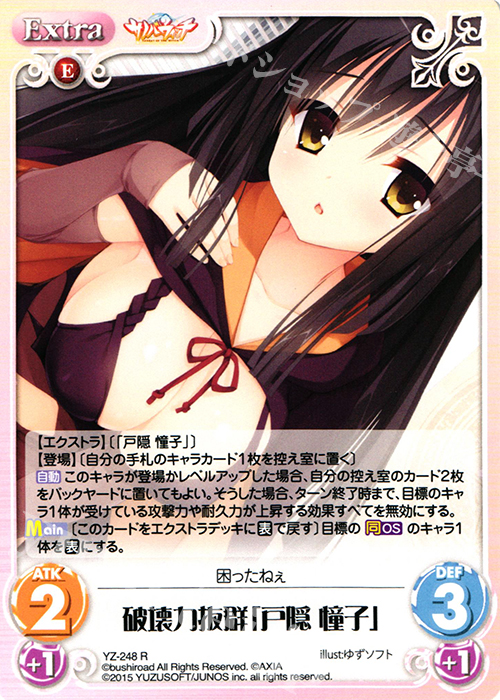 Extra
サノバウィッチ
E
【エクストラ】〔「戸隠 憧子」〕
【登場】〔自分の手札のキャラカード1枚を控え室に置く〕
自動 このキャラが登場かレベルアップした場合、自分の控え室のカード2枚
をバックヤードに置いてもよい。そうした場合、ターン終了時まで、目標のキャ
ラ1体が受けている攻撃力や耐久力が上昇する効果すべてを無効にする。
Main 〔このカードをエクストラデッキに表で戻す〕目標の 同OS のキャラ1
体を表にする。
困ったねぇ
ATK
2
破壊力抜群「戸隠 憧子」
DEF
3
+1
YZ-248 R
illust:ゆずソフト
©bushiroad All Rights Reserved. ©AXIA
©2015 YUZUSOFT/JUNOS inc. all rights reserved.
+1